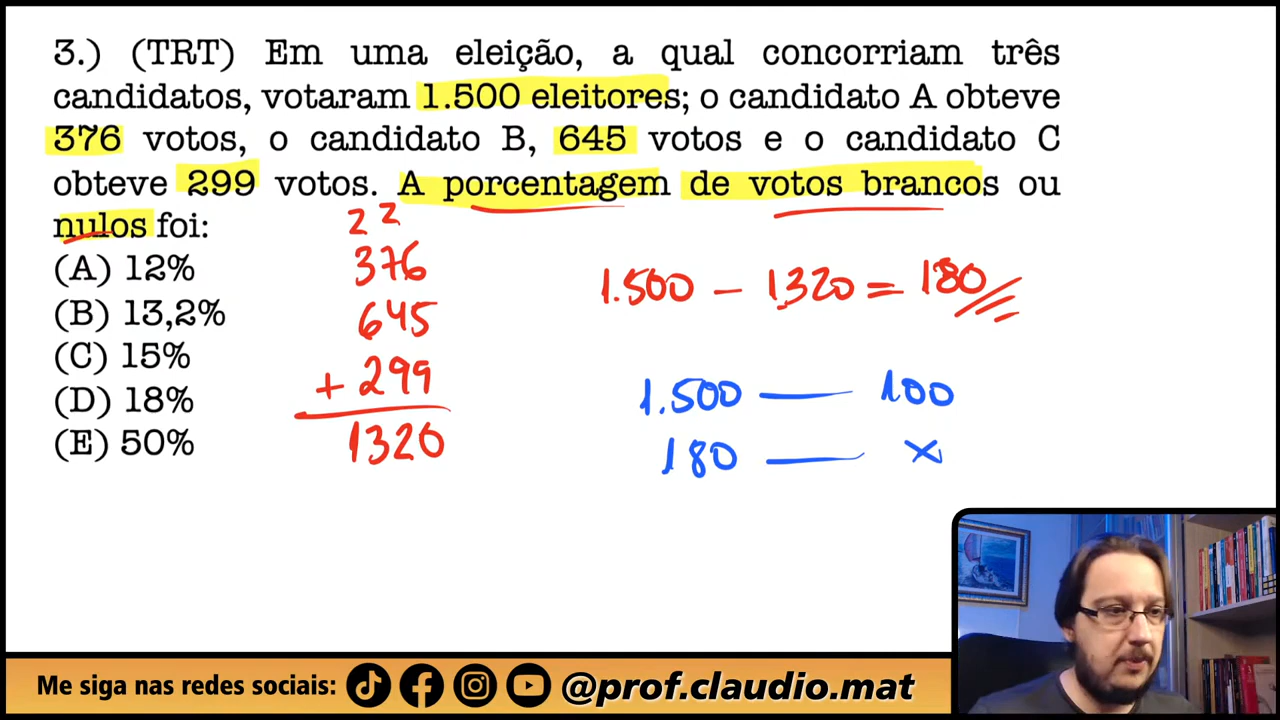 3.) (TRT) Em uma eleição, a qual concorriam três
candidatos, votaram 1.500 eleitores; o candidato A obteve
376 votos, o candidato B, 645 votos e o candidato C
obteve 299 votos. A porcentagem de votos brancos ou
nulos foi:
(A) 12%
(B) 13,2%
(C) 15%
(D) 18%
(E) 50%
2 2
376
645
+ 299
1320
1.500 - 1.320 = 180
1.500 — 100
180 — x
Me siga nas redes sociais: @prof.claudio.mat